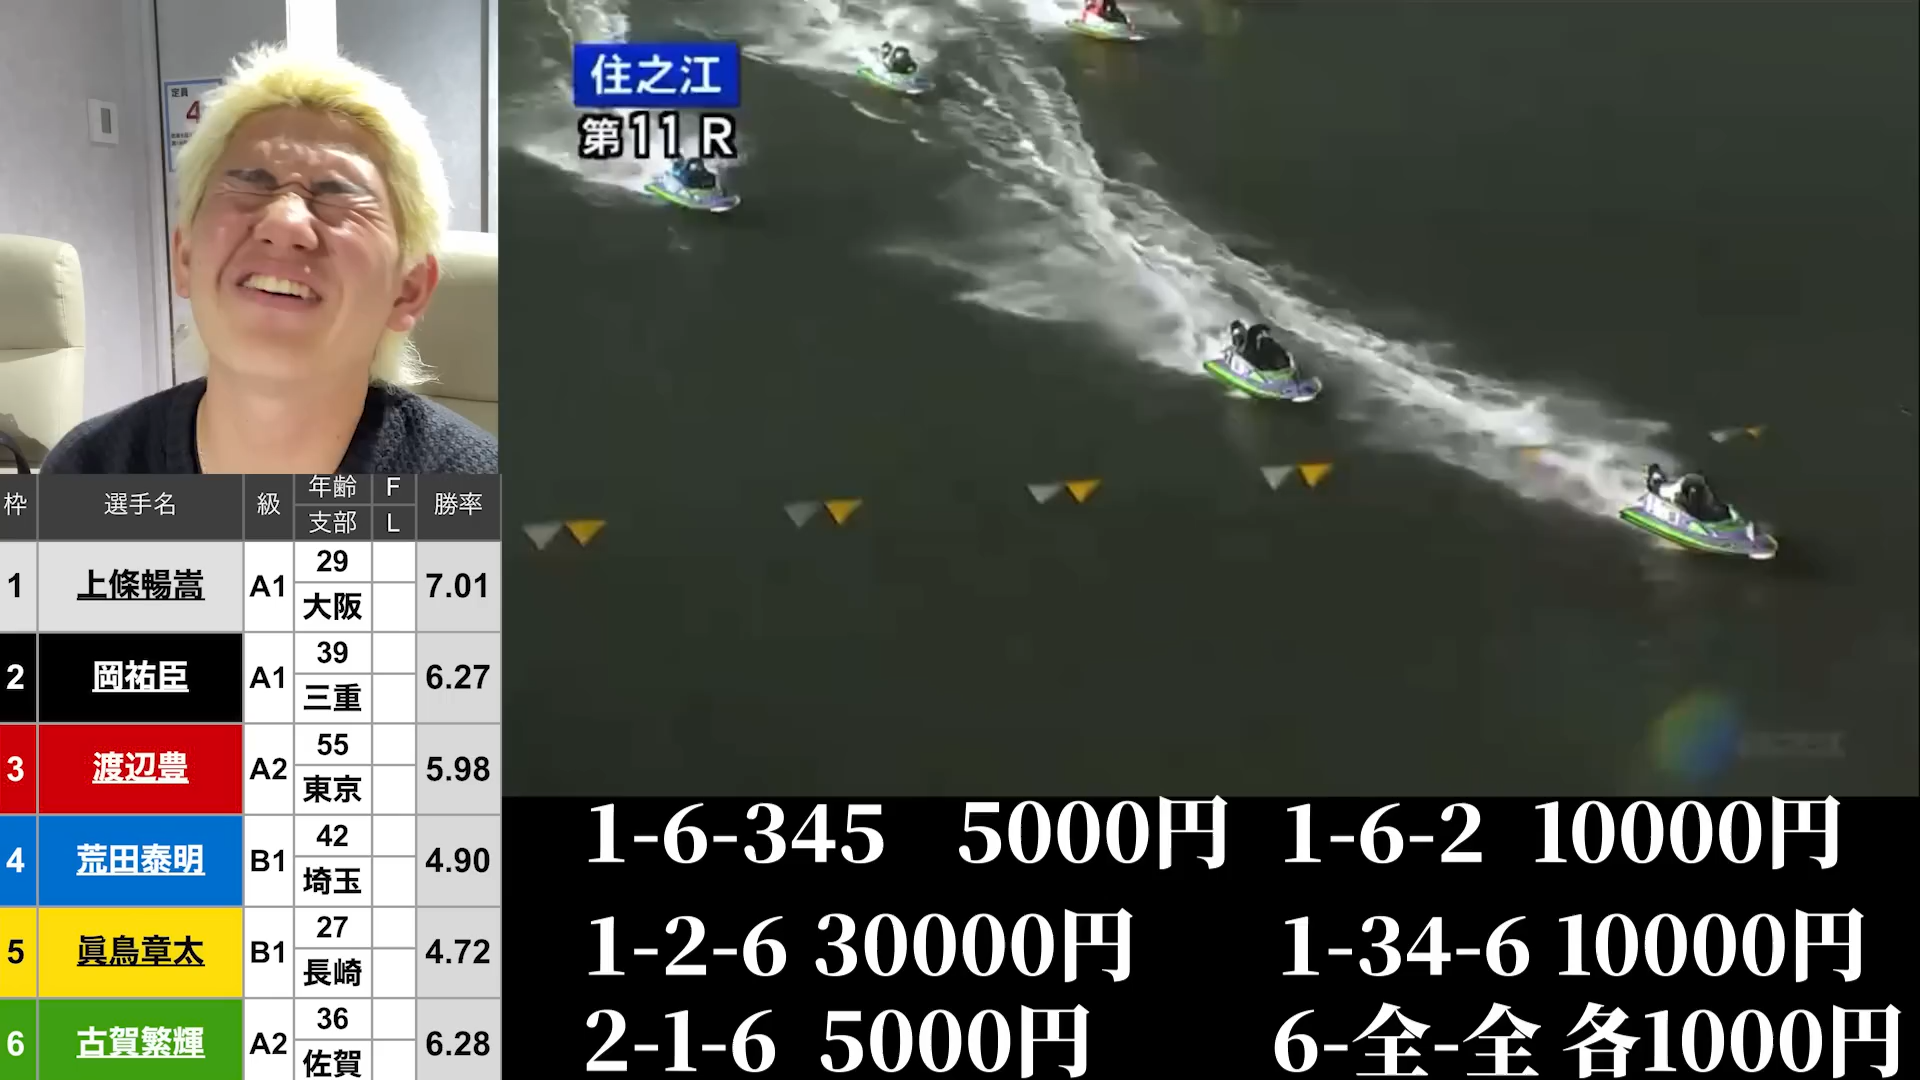 定員
4
住之江
第11R
枠 選手名 級 年齢 F 勝率
支部 L
1 上條暢嵩 A1 29 大阪 7.01
2 岡祐臣 A1 39 三重 6.27
3 渡辺豊 A2 55 東京 5.98
4 荒田泰明 B1 42 埼玉 4.90
5 眞鳥章太 B1 27 長崎 4.72
6 古賀繁輝 A2 36 佐賀 6.28
1-6-345 5000円 1-6-2 10000円
1-2-6 30000円 1-34-6 10000円
2-1-6 5000円 6-全-全 各1000円